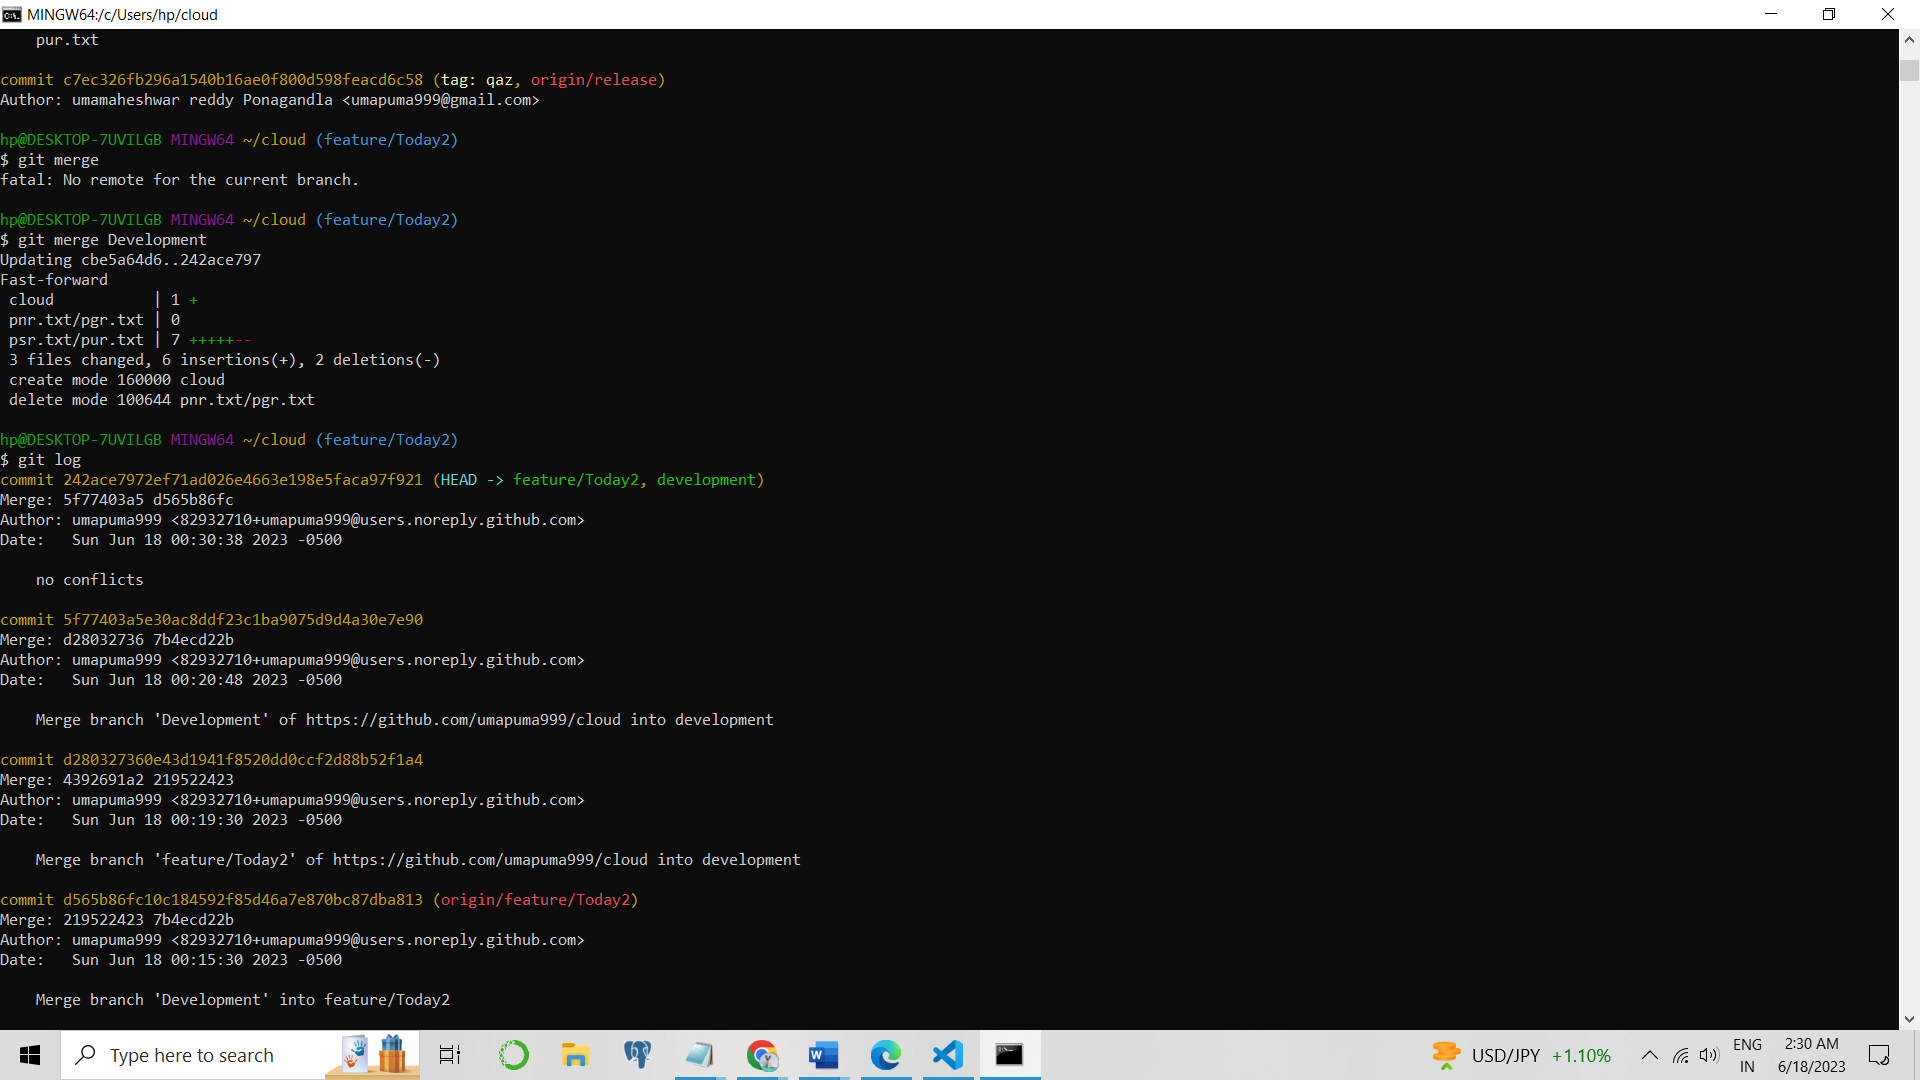 MINGW64:/c/Users/hp/cloud
    pur.txt
commit c7ec326fb296a1540b16ae0f800d598feacd6c58 (tag: qaz, origin/release)
Author: umamaheshwar reddy Ponagandla <umapuma999@gmail.com>
hp@DESKTOP-7UVILGB MINGW64 ~/cloud (feature/Today2)
$ git merge
fatal: No remote for the current branch.
hp@DESKTOP-7UVILGB MINGW64 ~/cloud (feature/Today2)
$ git merge Development
Updating cbe5a64d6..242ace797
Fast-forward
 cloud           | 1 +
 pnr.txt/pgr.txt | 0
 psr.txt/pur.txt | 7 +++++--
 3 files changed, 6 insertions(+), 2 deletions(-)
 create mode 160000 cloud
 delete mode 100644 pnr.txt/pgr.txt
hp@DESKTOP-7UVILGB MINGW64 ~/cloud (feature/Today2)
$ git log
commit 242ace7972ef71ad026e4663e198e5faca97f921 (HEAD -> feature/Today2, development)
Merge: 5f77403a5 d565b86fc
Author: umapuma999 <82932710+umapuma999@users.noreply.github.com>
Date:   Sun Jun 18 00:30:38 2023 -0500
    no conflicts
commit 5f77403a5e30ac8ddf23c1ba9075d9d4a30e7e90
Merge: d28032736 7b4ecd22b
Author: umapuma999 <82932710+umapuma999@users.noreply.github.com>
Date:   Sun Jun 18 00:20:48 2023 -0500
    Merge branch 'Development' of https://github.com/umapuma999/cloud into development
commit d280327360e43d1941f8520dd0ccf2d88b52f1a4
Merge: 4392691a2 219522423
Author: umapuma999 <82932710+umapuma999@users.noreply.github.com>
Date:   Sun Jun 18 00:19:30 2023 -0500
    Merge branch 'feature/Today2' of https://github.com/umapuma999/cloud into development
commit d565b86fc10c184592f85d46a7e870bc87dba813 (origin/feature/Today2)
Merge: 219522423 7b4ecd22b
Author: umapuma999 <82932710+umapuma999@users.noreply.github.com>
Date:   Sun Jun 18 00:15:30 2023 -0500
    Merge branch 'Development' into feature/Today2
Type here to search
USD/JPY +1.10%
ENG
IN
2:30 AM
6/18/2023